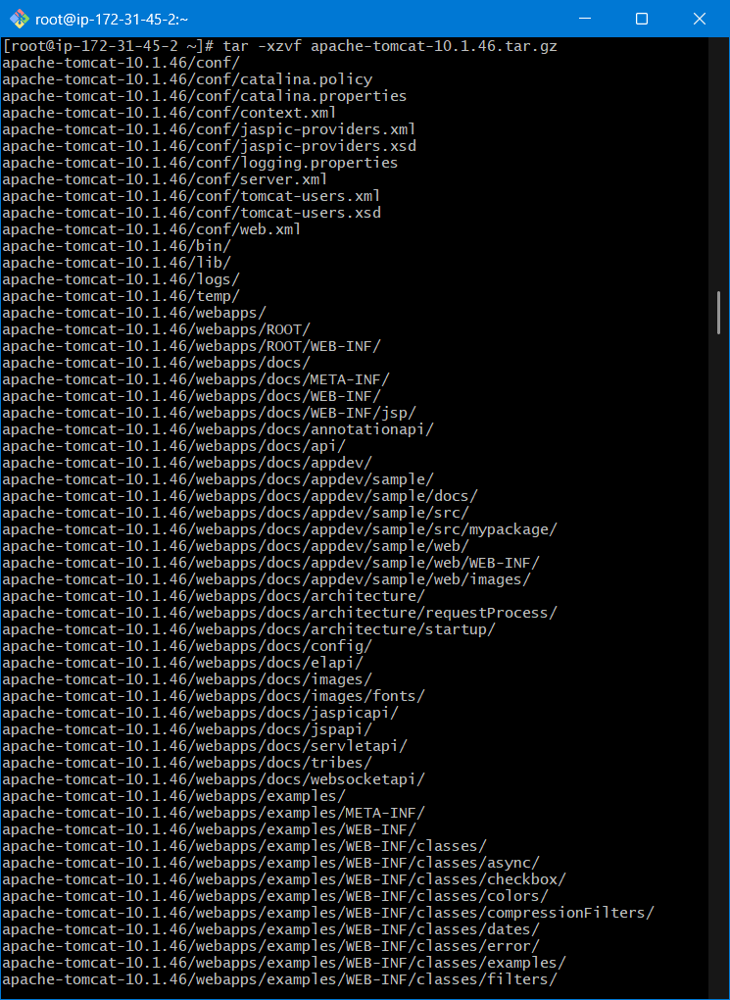 root@ip-172-31-45-2:~
[root@ip-172-31-45-2 ~]# tar -xzvf apache-tomcat-10.1.46.tar.gz
apache-tomcat-10.1.46/conf/
apache-tomcat-10.1.46/conf/catalina.policy
apache-tomcat-10.1.46/conf/catalina.properties
apache-tomcat-10.1.46/conf/context.xml
apache-tomcat-10.1.46/conf/jaspic-providers.xml
apache-tomcat-10.1.46/conf/jaspic-providers.xsd
apache-tomcat-10.1.46/conf/logging.properties
apache-tomcat-10.1.46/conf/server.xml
apache-tomcat-10.1.46/conf/tomcat-users.xml
apache-tomcat-10.1.46/conf/tomcat-users.xsd
apache-tomcat-10.1.46/conf/web.xml
apache-tomcat-10.1.46/bin/
apache-tomcat-10.1.46/lib/
apache-tomcat-10.1.46/logs/
apache-tomcat-10.1.46/temp/
apache-tomcat-10.1.46/webapps/
apache-tomcat-10.1.46/webapps/ROOT/
apache-tomcat-10.1.46/webapps/ROOT/WEB-INF/
apache-tomcat-10.1.46/webapps/docs/
apache-tomcat-10.1.46/webapps/docs/META-INF/
apache-tomcat-10.1.46/webapps/docs/WEB-INF/
apache-tomcat-10.1.46/webapps/docs/WEB-INF/jsp/
apache-tomcat-10.1.46/webapps/docs/annotationapi/
apache-tomcat-10.1.46/webapps/docs/api/
apache-tomcat-10.1.46/webapps/docs/appdev/
apache-tomcat-10.1.46/webapps/docs/appdev/sample/
apache-tomcat-10.1.46/webapps/docs/appdev/sample/docs/
apache-tomcat-10.1.46/webapps/docs/appdev/sample/src/
apache-tomcat-10.1.46/webapps/docs/appdev/sample/src/mypackage/
apache-tomcat-10.1.46/webapps/docs/appdev/sample/web/
apache-tomcat-10.1.46/webapps/docs/appdev/sample/web/WEB-INF/
apache-tomcat-10.1.46/webapps/docs/appdev/sample/web/images/
apache-tomcat-10.1.46/webapps/docs/architecture/
apache-tomcat-10.1.46/webapps/docs/architecture/requestProcess/
apache-tomcat-10.1.46/webapps/docs/architecture/startup/
apache-tomcat-10.1.46/webapps/docs/config/
apache-tomcat-10.1.46/webapps/docs/elapi/
apache-tomcat-10.1.46/webapps/docs/images/
apache-tomcat-10.1.46/webapps/docs/images/fonts/
apache-tomcat-10.1.46/webapps/docs/jaspicapi/
apache-tomcat-10.1.46/webapps/docs/jspapi/
apache-tomcat-10.1.46/webapps/docs/servletapi/
apache-tomcat-10.1.46/webapps/docs/tribes/
apache-tomcat-10.1.46/webapps/docs/websocketapi/
apache-tomcat-10.1.46/webapps/examples/
apache-tomcat-10.1.46/webapps/examples/META-INF/
apache-tomcat-10.1.46/webapps/examples/WEB-INF/
apache-tomcat-10.1.46/webapps/examples/WEB-INF/classes/
apache-tomcat-10.1.46/webapps/examples/WEB-INF/classes/async/
apache-tomcat-10.1.46/webapps/examples/WEB-INF/classes/checkbox/
apache-tomcat-10.1.46/webapps/examples/WEB-INF/classes/colors/
apache-tomcat-10.1.46/webapps/examples/WEB-INF/classes/compressionFilters/
apache-tomcat-10.1.46/webapps/examples/WEB-INF/classes/dates/
apache-tomcat-10.1.46/webapps/examples/WEB-INF/classes/error/
apache-tomcat-10.1.46/webapps/examples/WEB-INF/classes/examples/
apache-tomcat-10.1.46/webapps/examples/WEB-INF/classes/filters/